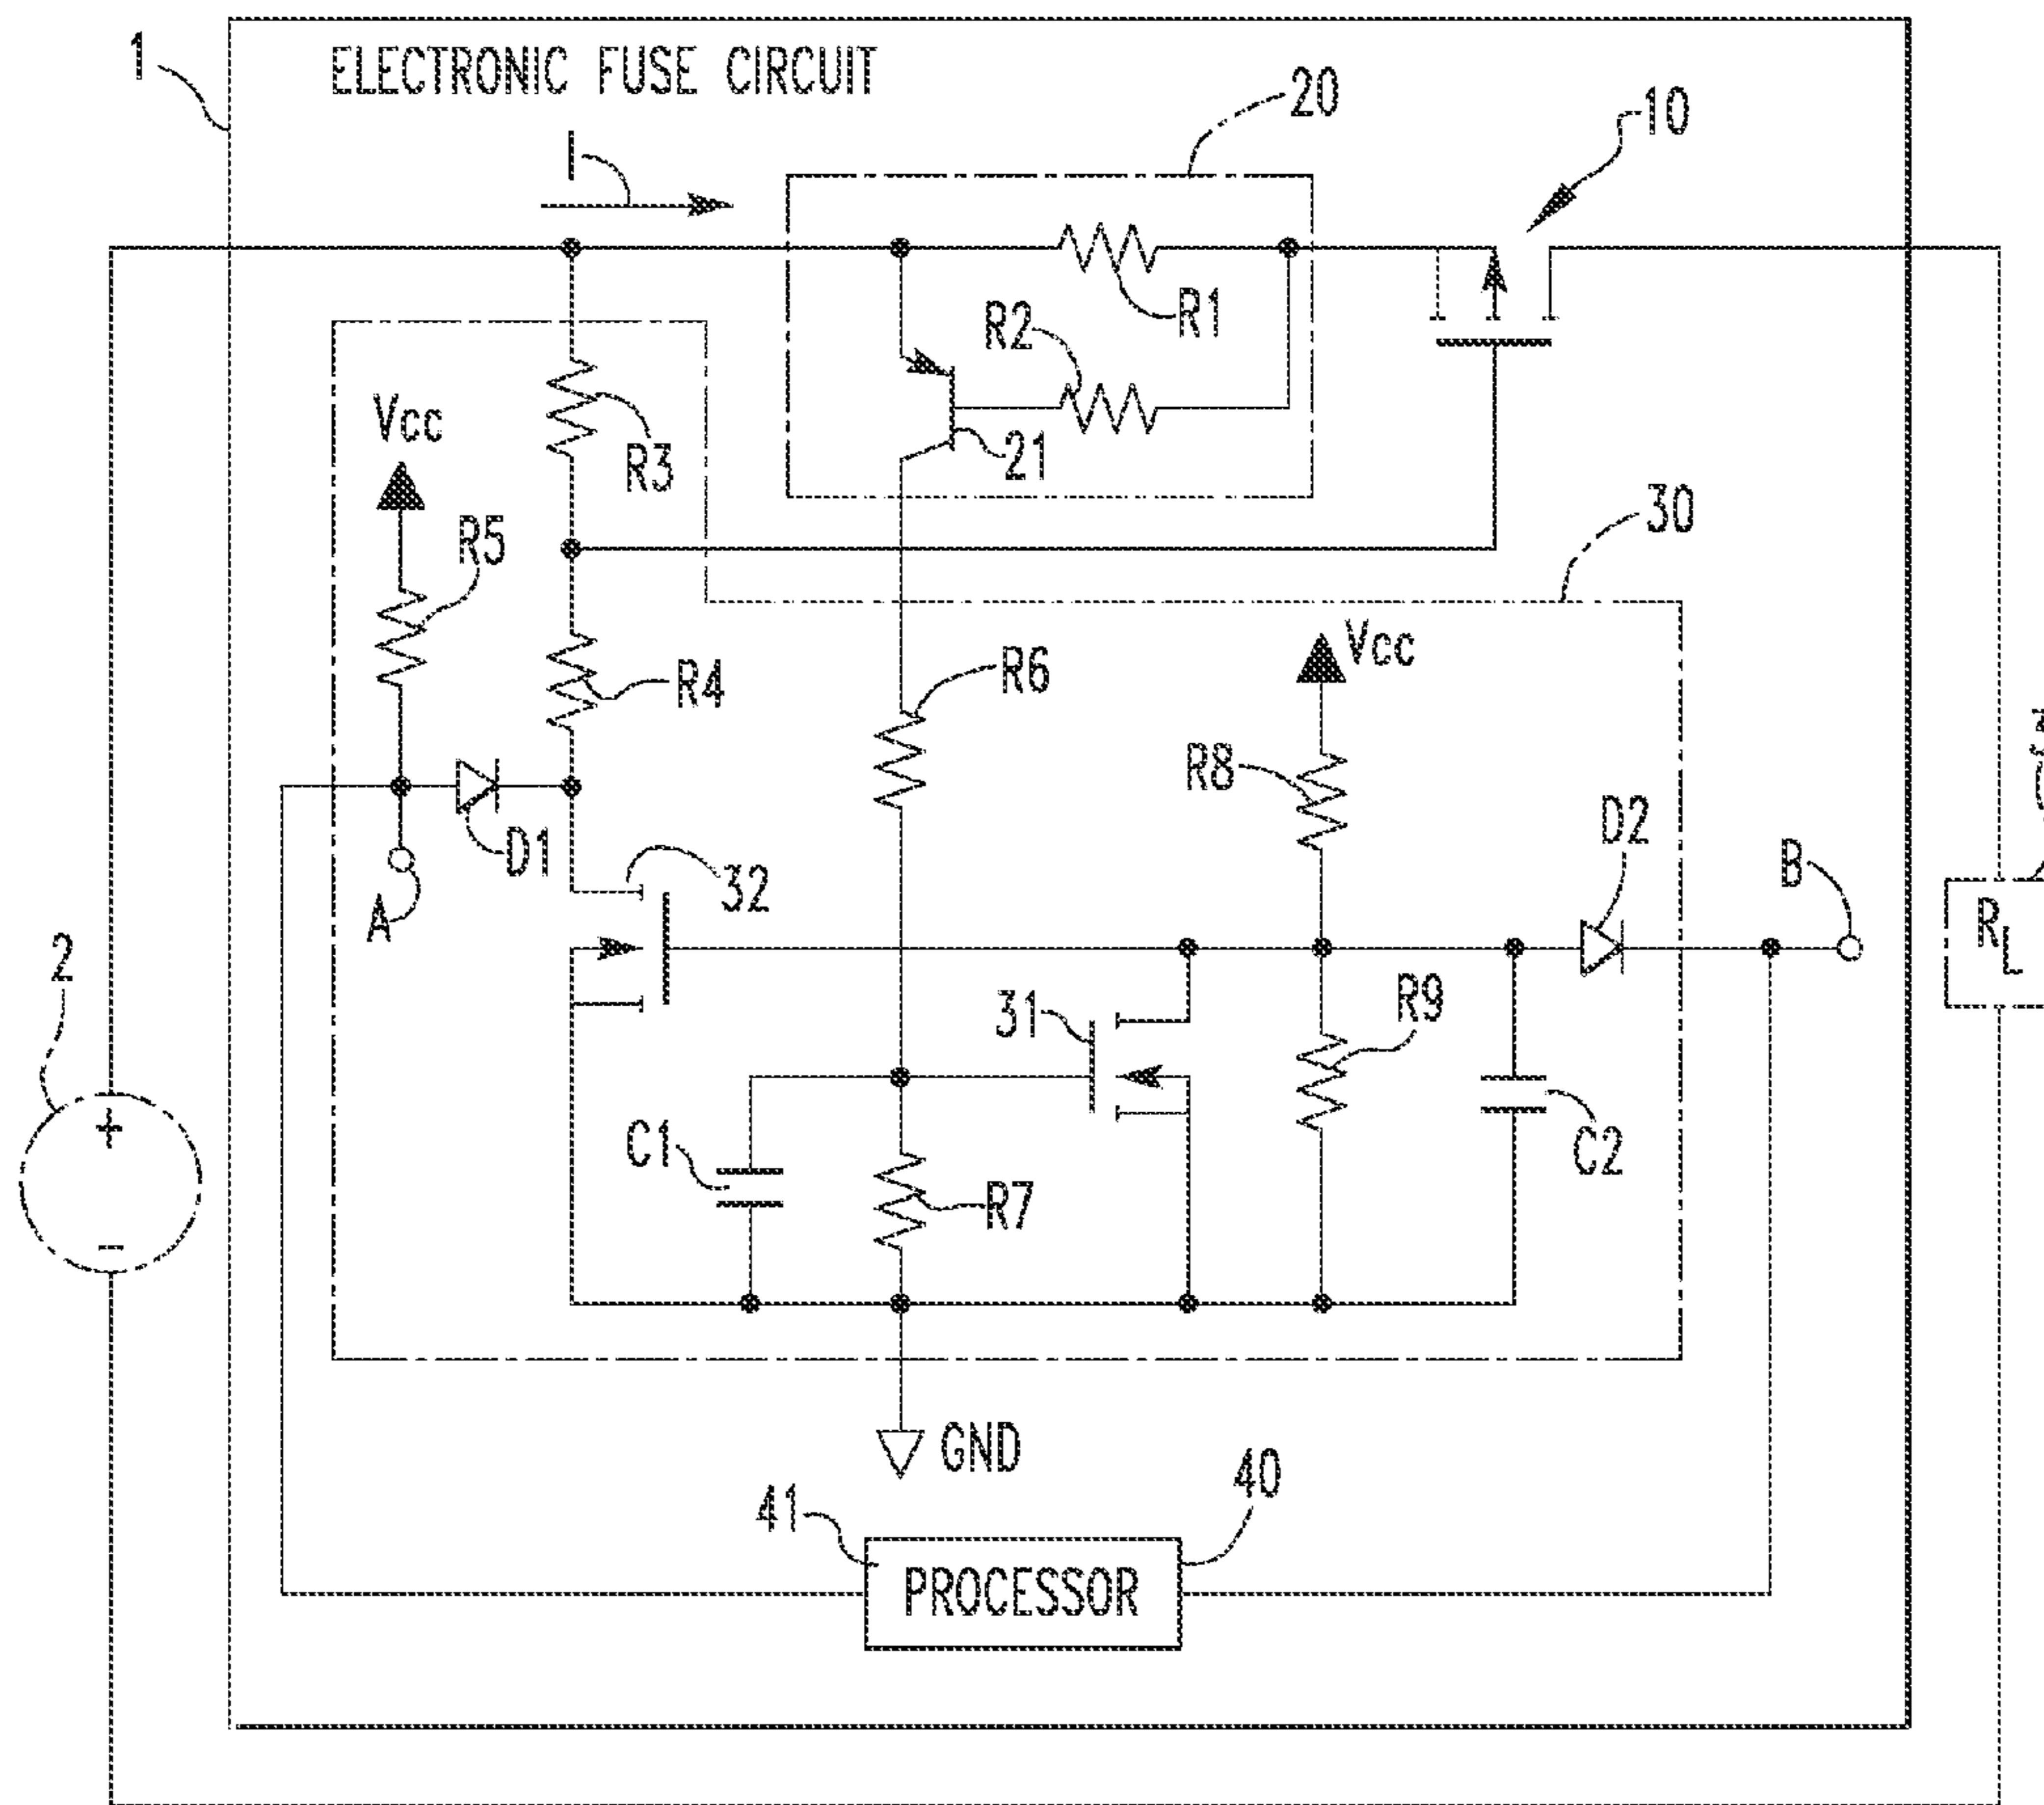 1
ELECTRONIC FUSE CIRCUIT
20
10
I
R1
R2
Vcc
R3
21
R5
30
R4
R6
Vcc
R8
D1
D2
A
32
B
RL
2
31
R9
+
C1
C2
R7
-
GND
41
40
PROCESSOR